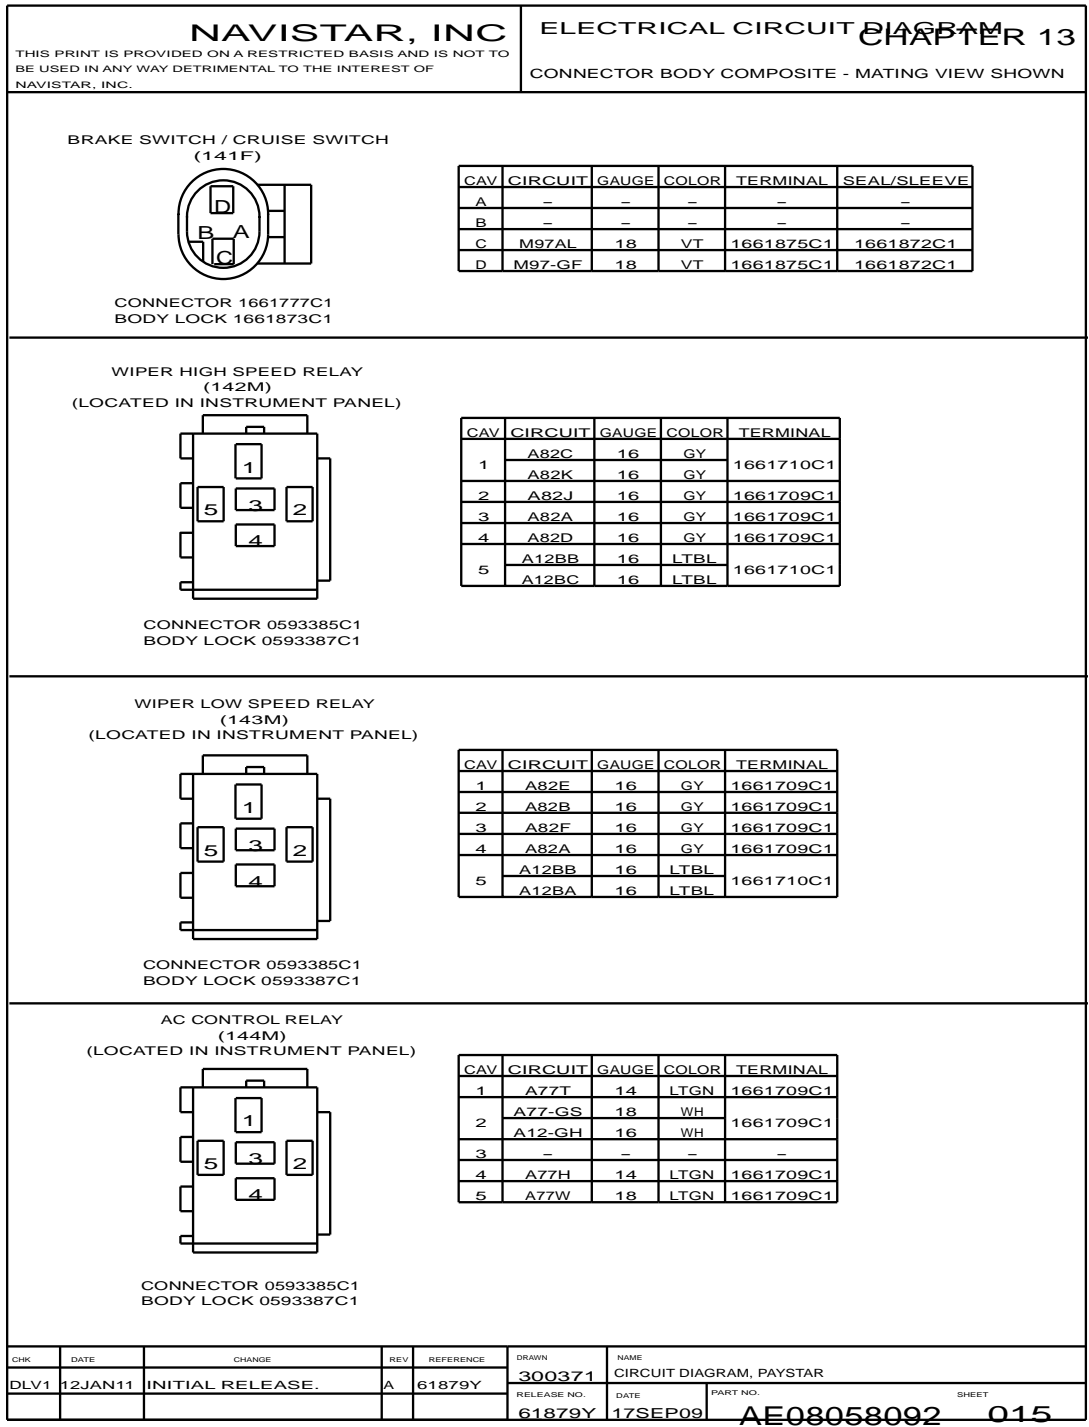 NAVISTAR, INC
THIS PRINT IS PROVIDED ON A RESTRICTED BASIS AND IS NOT TO
BE USED IN ANY WAY DETRIMENTAL TO THE INTEREST OF
NAVISTAR, INC.
ELECTRICAL CIRCUIT DIAGRAM
CHAPTER 13
CONNECTOR BODY COMPOSITE - MATING VIEW SHOWN
BRAKE SWITCH / CRUISE SWITCH
(141F)
D
B A
C
CONNECTOR 1661777C1
BODY LOCK 1661873C1
CAV CIRCUIT GAUGE COLOR TERMINAL SEAL/SLEEVE
A – – – – –
B – – – – –
C M97AL 18 VT 1661875C1 1661872C1
D M97-GF 18 VT 1661875C1 1661872C1
WIPER HIGH SPEED RELAY
(142M)
(LOCATED IN INSTRUMENT PANEL)
1
5 3 2
4
CONNECTOR 0593385C1
BODY LOCK 0593387C1
CAV CIRCUIT GAUGE COLOR TERMINAL
1 A82C 16 GY 1661710C1
A82K 16 GY
2 A82J 16 GY 1661709C1
3 A82A 16 GY 1661709C1
4 A82D 16 GY 1661709C1
5 A12BB 16 LTBL 1661710C1
A12BC 16 LTBL
WIPER LOW SPEED RELAY
(143M)
(LOCATED IN INSTRUMENT PANEL)
1
5 3 2
4
CONNECTOR 0593385C1
BODY LOCK 0593387C1
CAV CIRCUIT GAUGE COLOR TERMINAL
1 A82E 16 GY 1661709C1
2 A82B 16 GY 1661709C1
3 A82F 16 GY 1661709C1
4 A82A 16 GY 1661709C1
5 A12BB 16 LTBL 1661710C1
A12BA 16 LTBL
AC CONTROL RELAY
(144M)
(LOCATED IN INSTRUMENT PANEL)
1
5 3 2
4
CONNECTOR 0593385C1
BODY LOCK 0593387C1
CAV CIRCUIT GAUGE COLOR TERMINAL
1 A77T 14 LTGN 1661709C1
2 A77-GS 18 WH 1661709C1
A12-GH 16 WH
3 – – – –
4 A77H 14 LTGN 1661709C1
5 A77W 18 LTGN 1661709C1
CHK DATE CHANGE REV REFERENCE
DLV1 12JAN11 INITIAL RELEASE. A 61879Y
DRAWN
300371
NAME
CIRCUIT DIAGRAM, PAYSTAR
RELEASE NO.
61879Y
DATE
17SEP09
PART NO.
AE08058092
SHEET
015